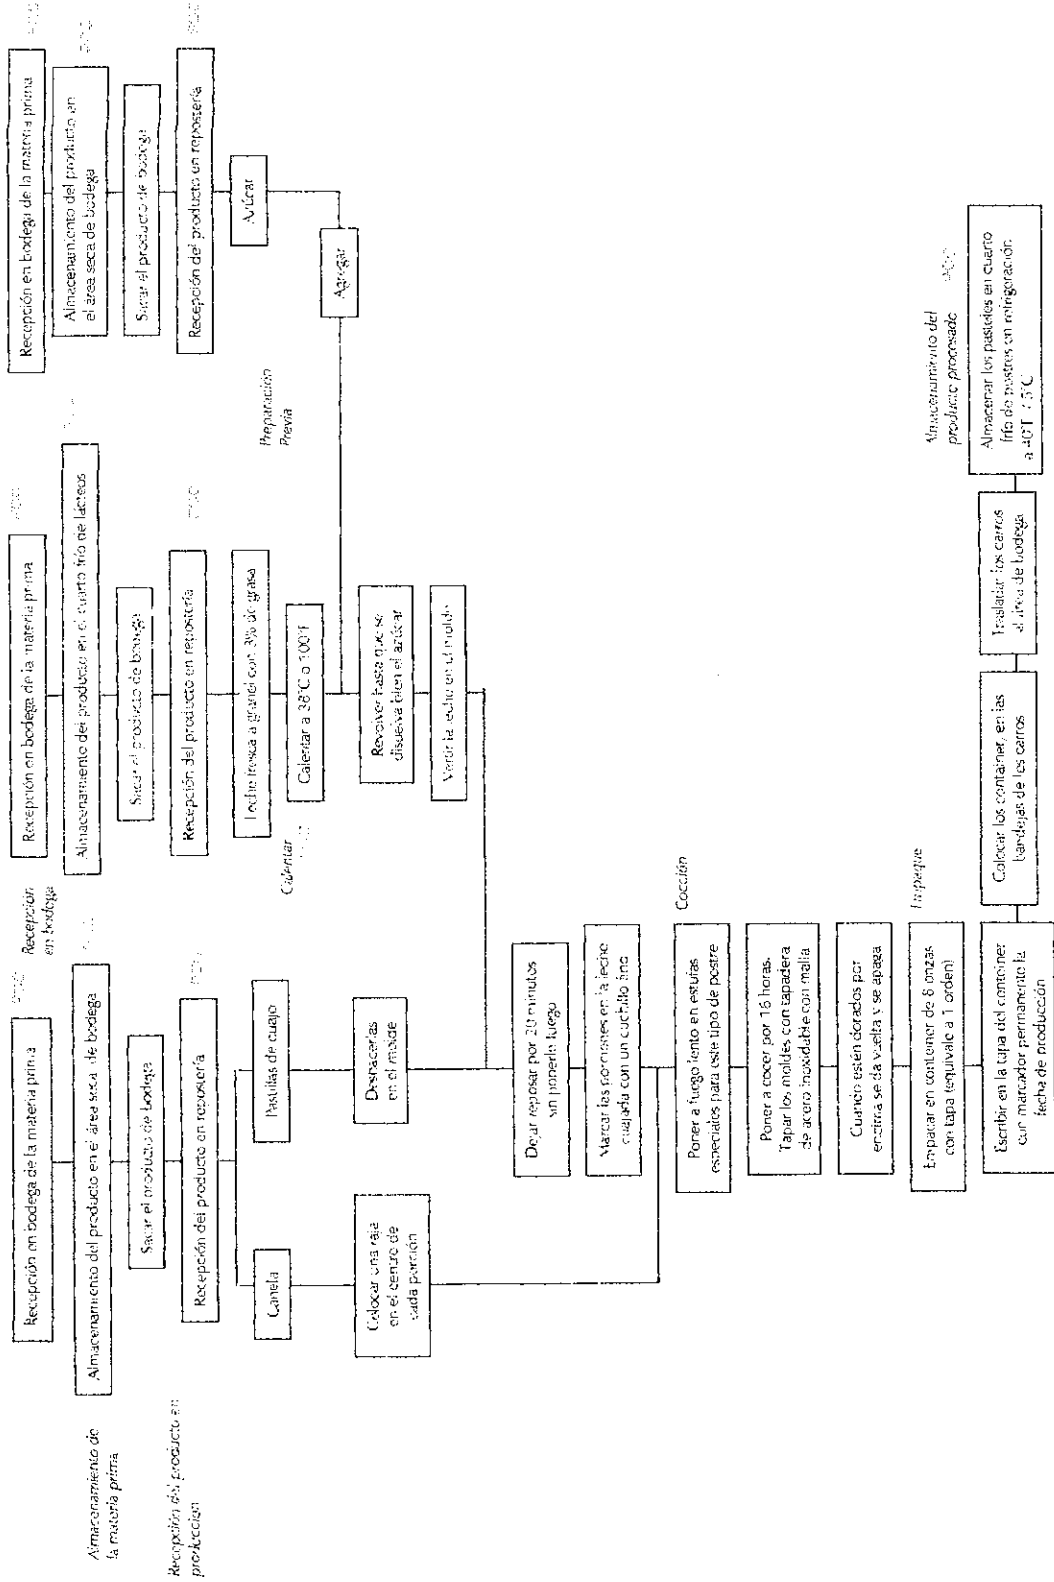 Recepción
en bodega
Almacenamiento de
la materia prima
Recepción del producto en
producción
Recepción en bodega de la materia prima
Almacenamiento del producto en el área seca de bodega
Sacar el producto de bodega
Recepción del producto en repostería
Canela
Colocar una raja
en el centro de
cada porción
Pastillas de cuajo
Deshacerlas
en el molde
Recepción en bodega de la materia prima
Almacenamiento del producto en el cuarto frío de lácteos
Sacar el producto de bodega
Recepción del producto en repostería
Leche fresca a granel con 3% de grasa
Calentar
Calentar a 38°C o 100°F
Revolver hasta que se
disuelva bien el azúcar
Vertir la leche en el molde
Recepción en bodega de la materia prima
Almacenamiento del producto en
el área seca de bodega
Sacar el producto de bodega
Recepción del producto en repostería
Azúcar
Preparación
Previa
Agregar
Dejar reposar por 20 minutos
sin ponerle fuego
Marcar las porciones en la leche
cuajada con un cuchillo fino
Cocción
Poner a fuego lento en estufas
especiales para este tipo de postre
Poner a cocer por 16 horas.
Tapar los moldes con tapadera
de acero inoxidable con malla
Cuando estén dorados por
encima se da vuelta y se apaga
Empaque
Empacar en container de 8 onzas
con tapa (equivale a 1 orden)
Escribir en la tapa del container
con marcador permanente la
fecha de producción
Colocar los container, en las
bandejas de los carros
Trasladar los carros
al área de bodega
Almacenamiento del
producto procesado
Almacenar los pasteles en cuarto
frío de postres en refrigeración